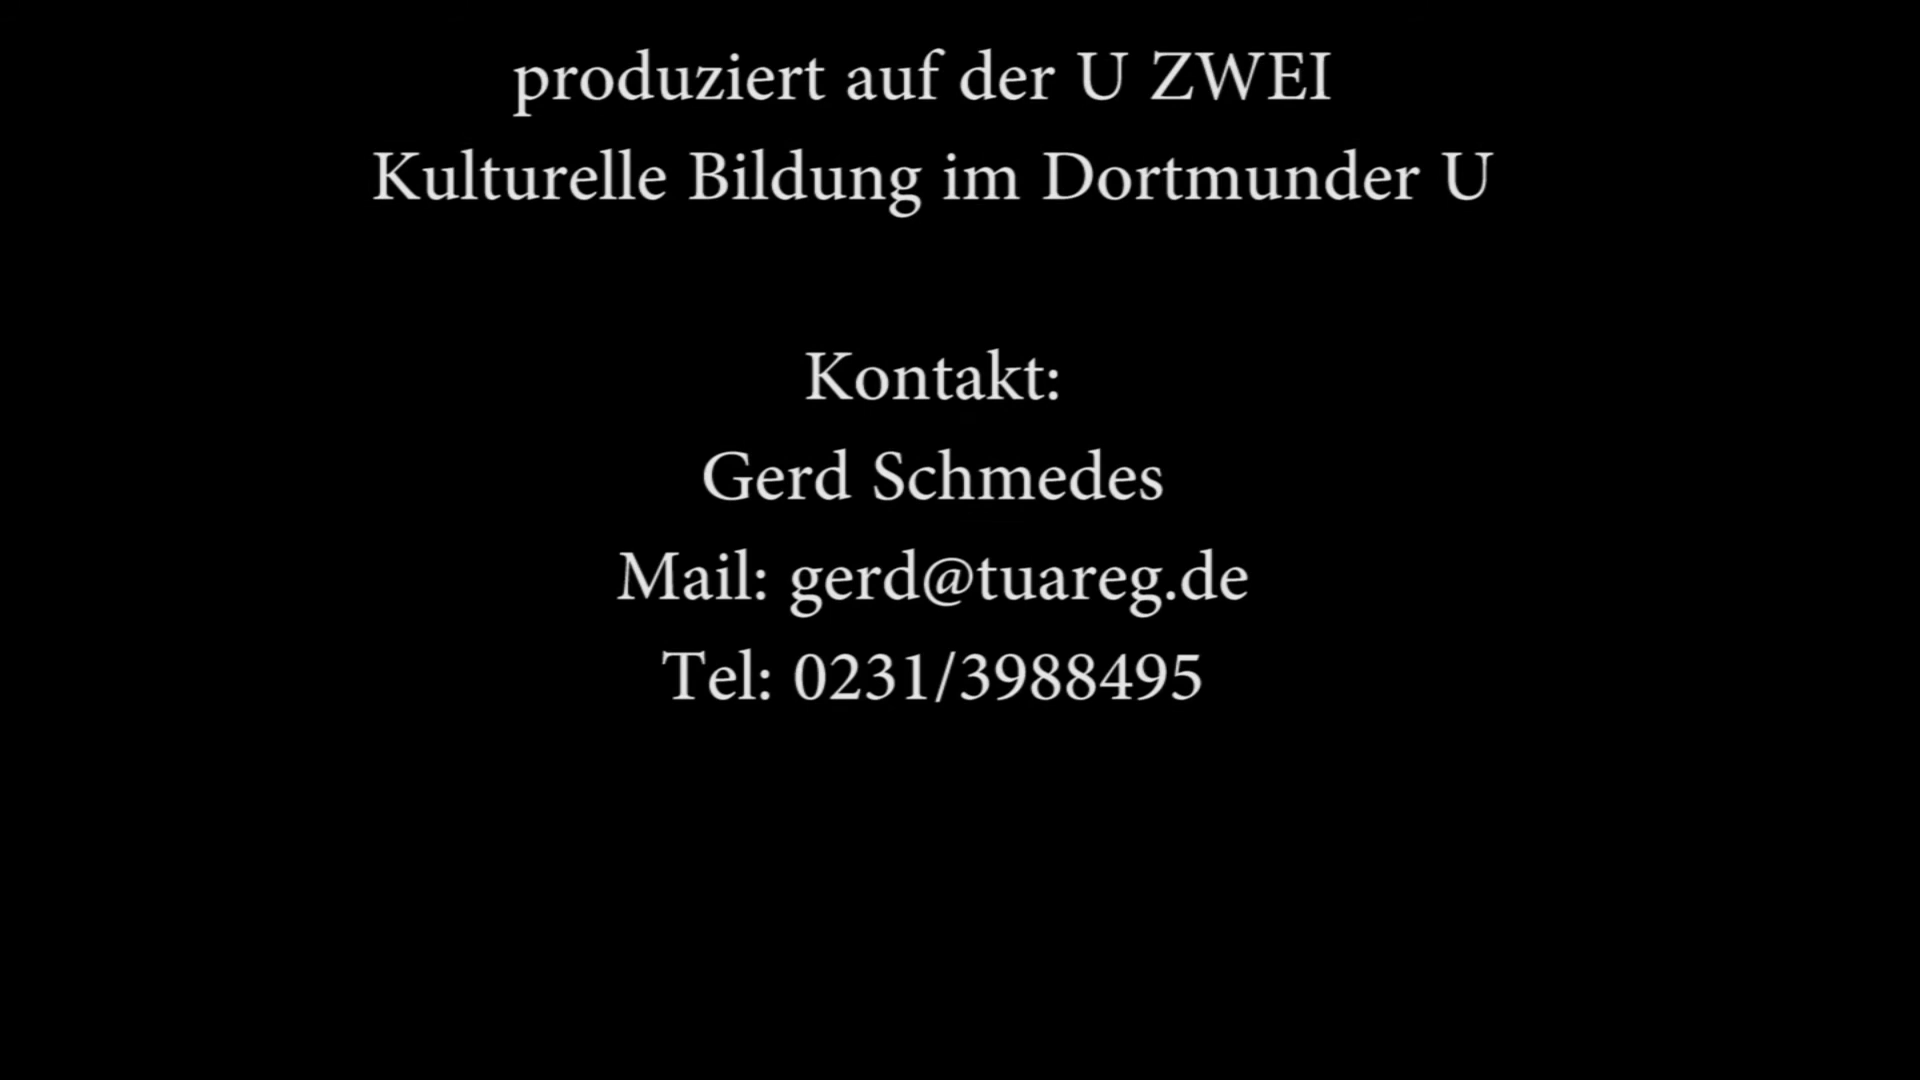 produziert auf der U ZWEI
Kulturelle Bildung im Dortmunder U
Kontakt:
Gerd Schmedes
Mail: gerd@tuareg.de
Tel: 0231/3988495